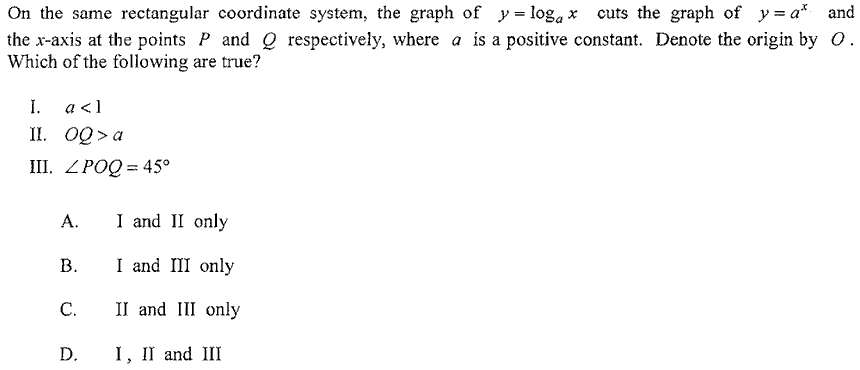 On the same rectangular coordinate system, the graph of y = logₐ x cuts the graph of y = aˣ and
the x-axis at the points P and Q respectively, where a is a positive constant. Denote the origin by O.
Which of the following are true?
I. a < 1
II. OQ > a
III. ∠POQ = 45°
A. I and II only
B. I and III only
C. II and III only
D. I, II and III